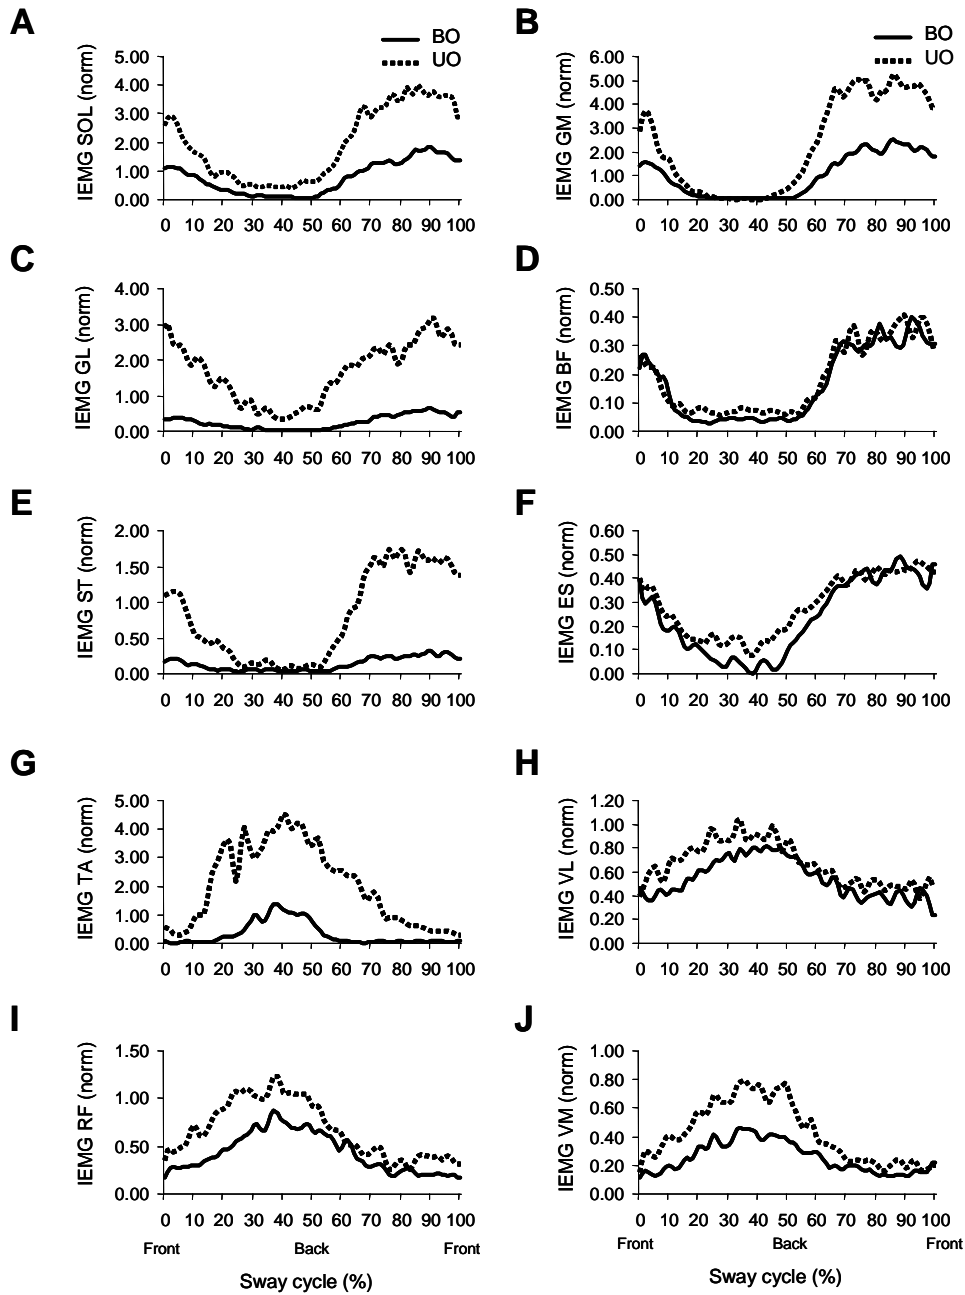 A
BO
UO
IEMG SOL (norm)
5.00
4.00
3.00
2.00
1.00
0.00
0 10 20 30 40 50 60 70 80 90 100
B
BO
UO
IEMG GM (norm)
6.00
5.00
4.00
3.00
2.00
1.00
0.00
0 10 20 30 40 50 60 70 80 90 100
C
IEMG GL (norm)
4.00
3.00
2.00
1.00
0.00
0 10 20 30 40 50 60 70 80 90 100
D
IEMG BF (norm)
0.50
0.40
0.30
0.20
0.10
0.00
0 10 20 30 40 50 60 70 80 90 100
E
IEMG ST (norm)
2.00
1.50
1.00
0.50
0.00
0 10 20 30 40 50 60 70 80 90 100
F
IEMG ES (norm)
0.60
0.50
0.40
0.30
0.20
0.10
0.00
0 10 20 30 40 50 60 70 80 90 100
G
IEMG TA (norm)
5.00
4.00
3.00
2.00
1.00
0.00
0 10 20 30 40 50 60 70 80 90 100
H
IEMG VL (norm)
1.20
1.00
0.80
0.60
0.40
0.20
0.00
0 10 20 30 40 50 60 70 80 90 100
I
IEMG RF (norm)
1.50
1.00
0.50
0.00
0 10 20 30 40 50 60 70 80 90 100
Front Back Front
Sway cycle (%)
J
IEMG VM (norm)
1.00
0.80
0.60
0.40
0.20
0.00
0 10 20 30 40 50 60 70 80 90 100
Front Back Front
Sway cycle (%)